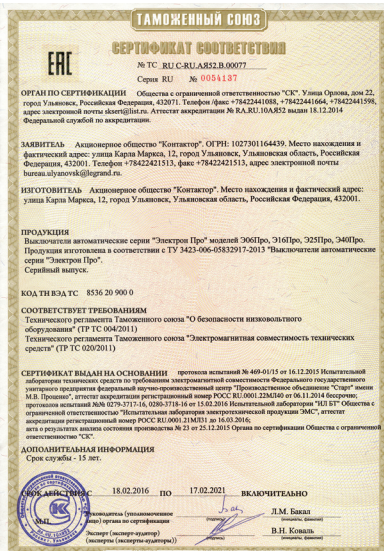 ТАМОЖЕННЫЙ СОЮЗ
СЕРТИФИКАТ СООТВЕТСТВИЯ
EAC
№ ТС RU C-RU.АЯ52.В.00077
Серия RU № 0054137
ОРГАН ПО СЕРТИФИКАЦИИ Общества с ограниченной ответственностью "СК". Улица Орлова, дом 22,
город Ульяновск, Российская Федерация, 432071. Телефон /факс +78422441088, +78422441664, +78422441598,
адрес электронной почты sksert@list.ru. Аттестат аккредитации № RA.RU.10АЯ52 выдан 18.12.2014
Федеральной службой по аккредитации.
ЗАЯВИТЕЛЬ Акционерное общество "Контактор". ОГРН: 1027301164439. Место нахождения и
фактический адрес: улица Карла Маркса, 12, город Ульяновск, Ульяновская область, Российская
Федерация, 432001. Телефон +78422421513, факс +78422421513, адрес электронной почты
bureau.ulyanovsk@legrand.ru.
ИЗГОТОВИТЕЛЬ Акционерное общество "Контактор". Место нахождения и фактический адрес:
улица Карла Маркса, 12, город Ульяновск, Ульяновская область, Российская Федерация, 432001.
ПРОДУКЦИЯ
Выключатели автоматические серии "Электрон Про" моделей Э06Про, Э16Про, Э25Про, Э40Про.
Продукция изготовлена в соответствии с ТУ 3423-006-05832917-2013 "Выключатели автоматические
серии "Электрон Про".
Серийный выпуск.
КОД ТН ВЭД ТС 8536 20 900 0
СООТВЕТСТВУЕТ ТРЕБОВАНИЯМ
Технического регламента Таможенного союза "О безопасности низковольтного
оборудования" (ТР ТС 004/2011)
Технического регламента Таможенного союза "Электромагнитная совместимость технических
средств" (ТР ТС 020/2011)
СЕРТИФИКАТ ВЫДАН НА ОСНОВАНИИ протокола испытаний № 469-01/15 от 16.12.2015 Испытательной
лаборатории технических средств по требованиям электромагнитной совместимости Федерального государственного
унитарного предприятия федеральный научно-производственный центр "Производственное объединение "Старт" имени
М.В. Проценко", аттестат аккредитации регистрационный номер РОСС RU.0001.22МЛ40 от 06.11.2014 бессрочно;
протоколов испытаний №№ 0279-3717-16, 0280-3718-16 от 15.02.2016 Испытательной лаборатории "ИЛ БТ" Общества с
ограниченной ответственностью "Испытательная лаборатория электротехнической продукции ЭМС", аттестат
аккредитации регистрационный номер РОСС RU.0001.21МЛ31 до 16.03.2016;
акта о результатах анализа состояния производства № 23 от 25.12.2015 Органа по сертификации Общества с ограниченной
ответственностью "СК".
ДОПОЛНИТЕЛЬНАЯ ИНФОРМАЦИЯ
Срок службы - 15 лет.
СРОК ДЕЙСТВИЯ С 18.02.2016 ПО 17.02.2021 ВКЛЮЧИТЕЛЬНО
М.П.
Руководитель (уполномоченное
лицо) органа по сертификации
(подпись)
Л.М. Бакал
(инициалы, фамилия)
Эксперт (эксперт-аудитор)
(эксперты (эксперты-аудиторы))
(подпись)
В.Н. Коваль
(инициалы, фамилия)